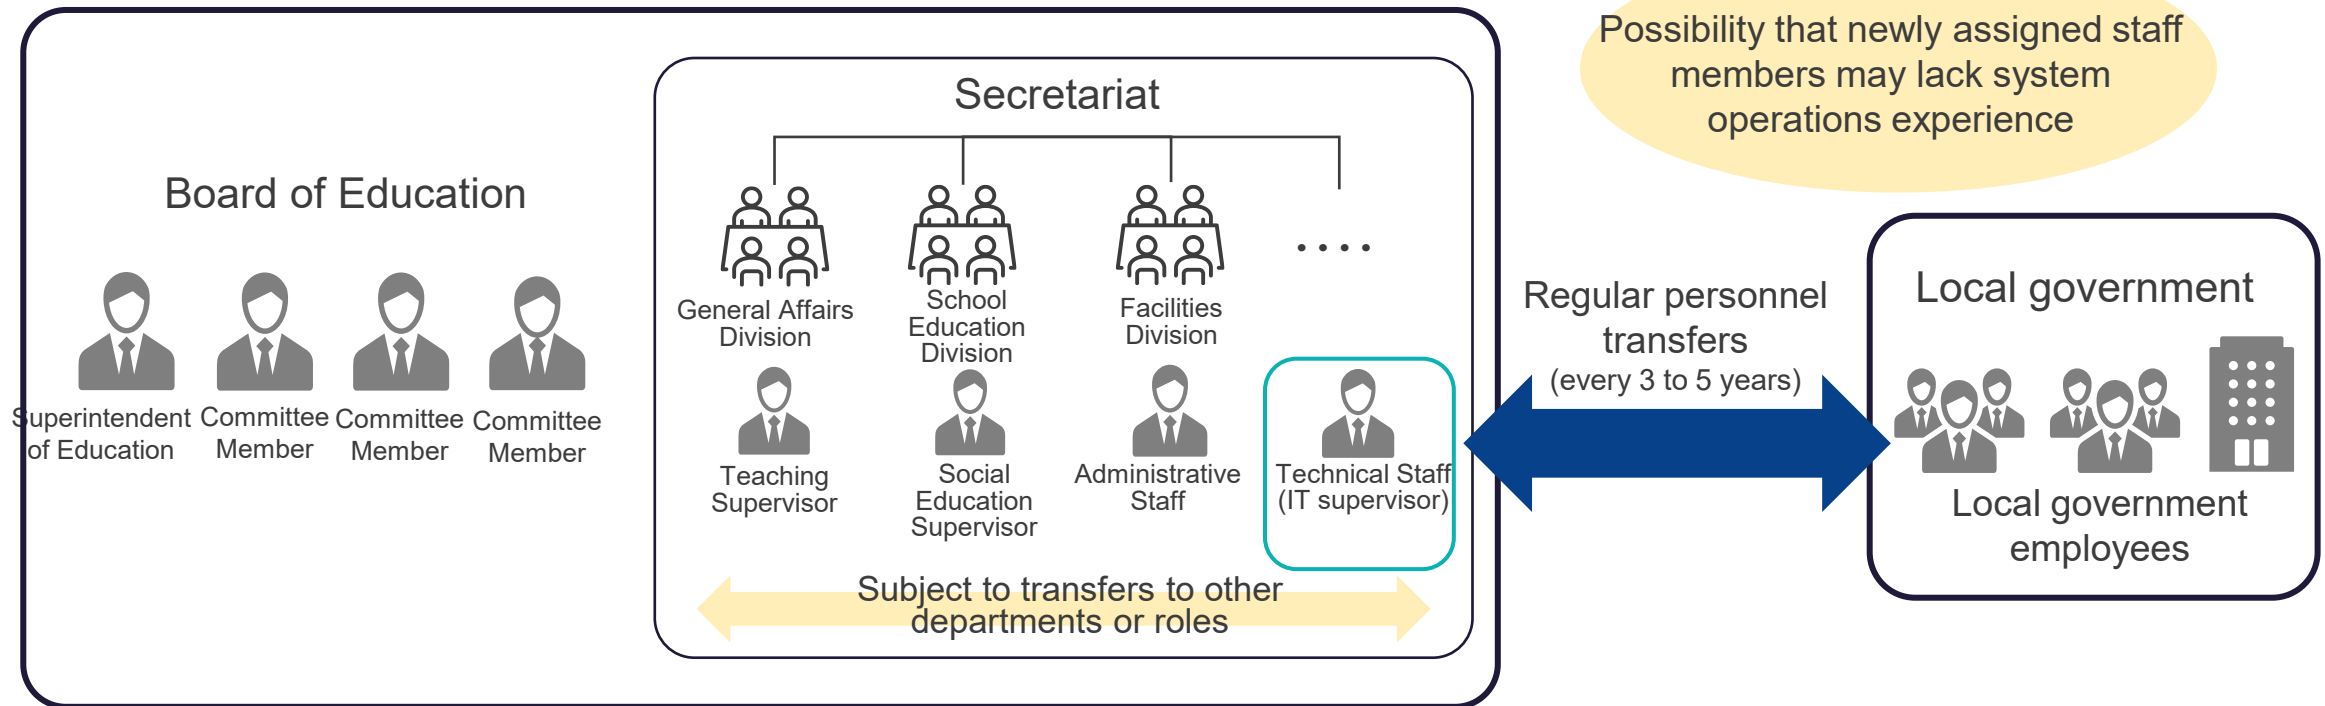 Possibility that newly assigned staff
members may lack system
operations experience
Board of Education
Superintendent
of Education
Committee
Member
Committee
Member
Committee
Member
Secretariat
General Affairs
Division
School
Education
Division
Facilities
Division
....
Teaching
Supervisor
Social
Education
Supervisor
Administrative
Staff
Technical Staff
(IT supervisor)
Subject to transfers to other
departments or roles
Regular personnel
transfers
(every 3 to 5 years)
Local government
Local government
employees